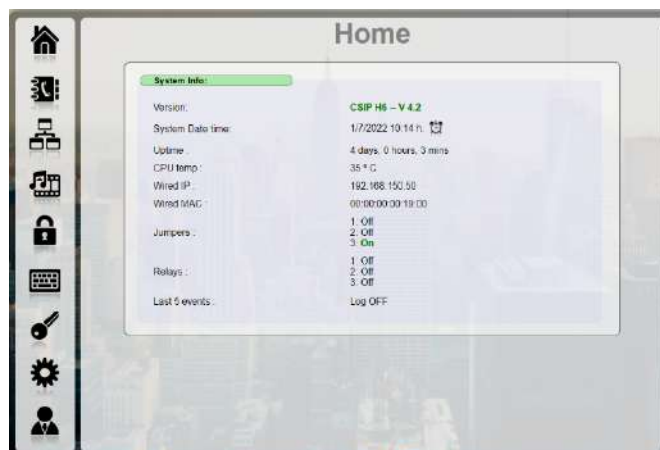 Home
System Info:
Version: CSIP H6 – V 4.2
System Date time: 1/7/2022 10:14 h.
Uptime : 4 days, 0 hours, 3 mins
CPU temp : 35 º C
Wired IP : 192.168.150.50
Wired MAC : 00:00:00:00:19:00
Jumpers : 1: Off
2: Off
3: On
Relays : 1: Off
2: Off
3: Off
Last 5 events : Log OFF